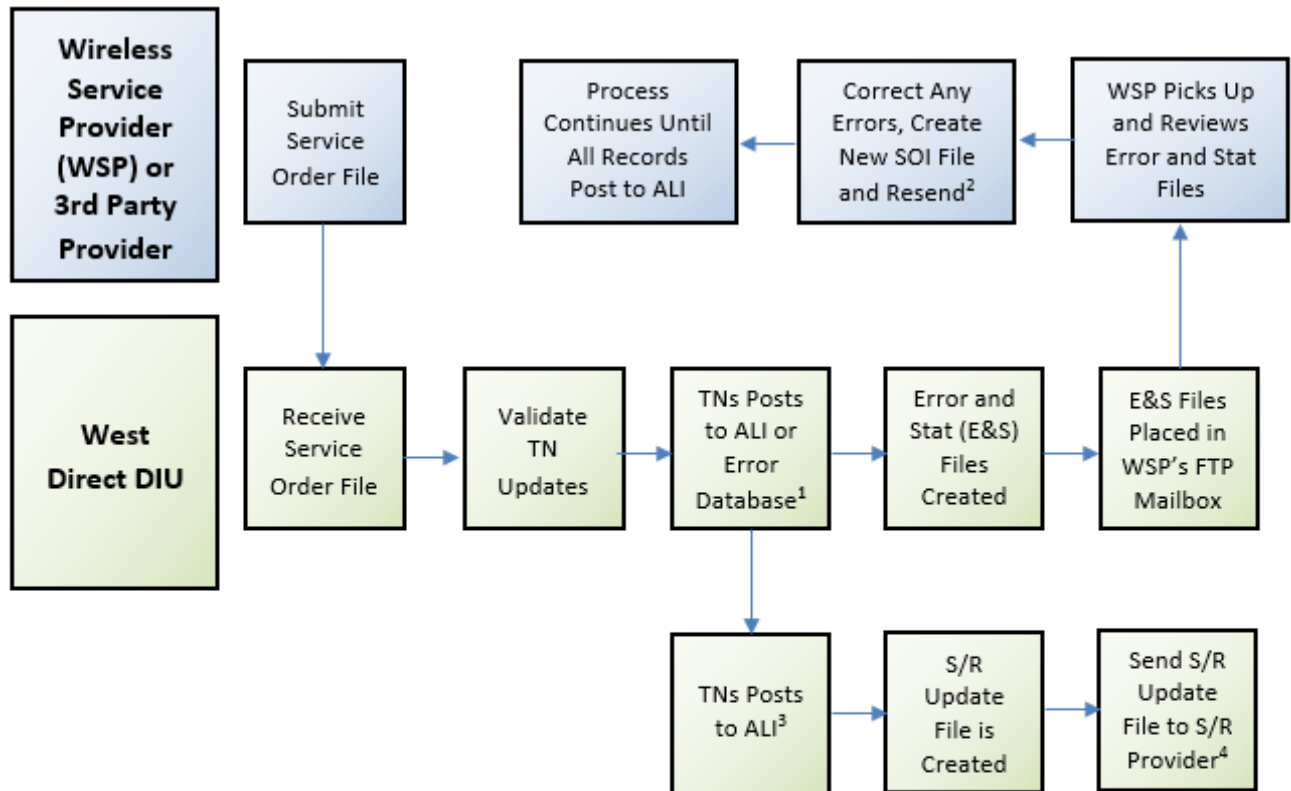 Wireless
Service
Provider
(WSP) or
3rd Party
Provider
Submit
Service
Order File
Process
Continues Until
All Records
Post to ALI
Correct Any
Errors, Create
New SOI File
and Resend²
WSP Picks Up
and Reviews
Error and Stat
Files
West
Direct DIU
Receive
Service
Order File
Validate
TN
Updates
TNs Posts
to ALI or
Error
Database¹
Error and
Stat (E&S)
Files
Created
E&S Files
Placed in
WSP’s FTP
Mailbox
TNs Posts
to ALI³
S/R
Update
File is
Created
Send S/R
Update
File to S/R
Provider⁴